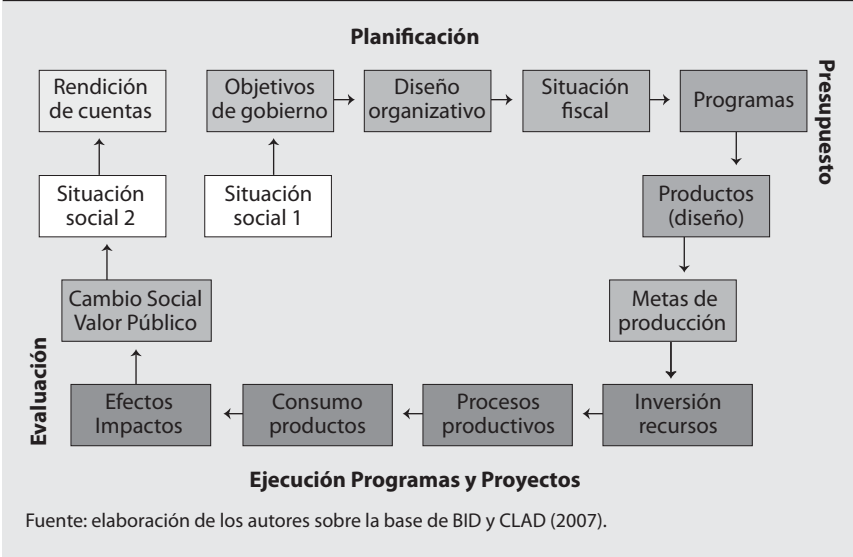 Planificación
Rendición
de cuentas
Objetivos
de gobierno
Diseño
organizativo
Situación
fiscal
Programas
Presupuesto
Situación
social 2
Situación
social 1
Productos
(diseño)
Cambio Social
Valor Público
Metas de
producción
Evaluación
Efectos
Impactos
Consumo
productos
Procesos
productivos
Inversión
recursos
Ejecución Programas y Proyectos
Fuente: elaboración de los autores sobre la base de BID y CLAD (2007).